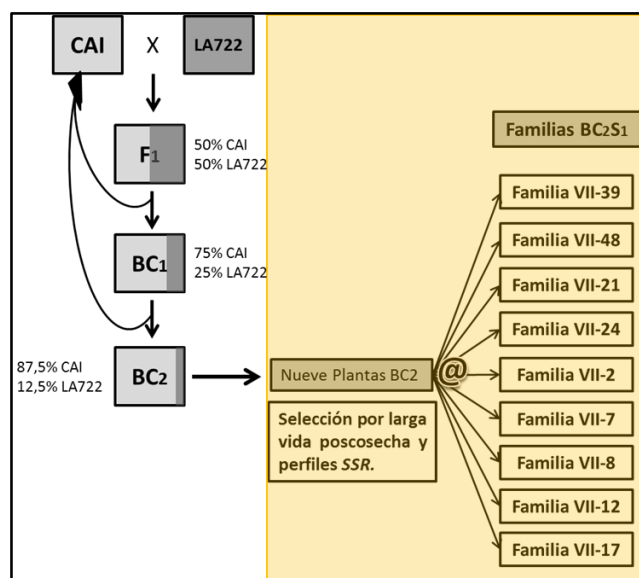 CAI X LA722
F1
50% CAI
50% LA722
BC1
75% CAI
25% LA722
BC2
87,5% CAI
12,5% LA722
Nueve Plantas BC2
@
Selección por larga
vida poscosecha y
perfiles SSR.
Familias BC2S1
Familia VII-39
Familia VII-48
Familia VII-21
Familia VII-24
Familia VII-2
Familia VII-7
Familia VII-8
Familia VII-12
Familia VII-17